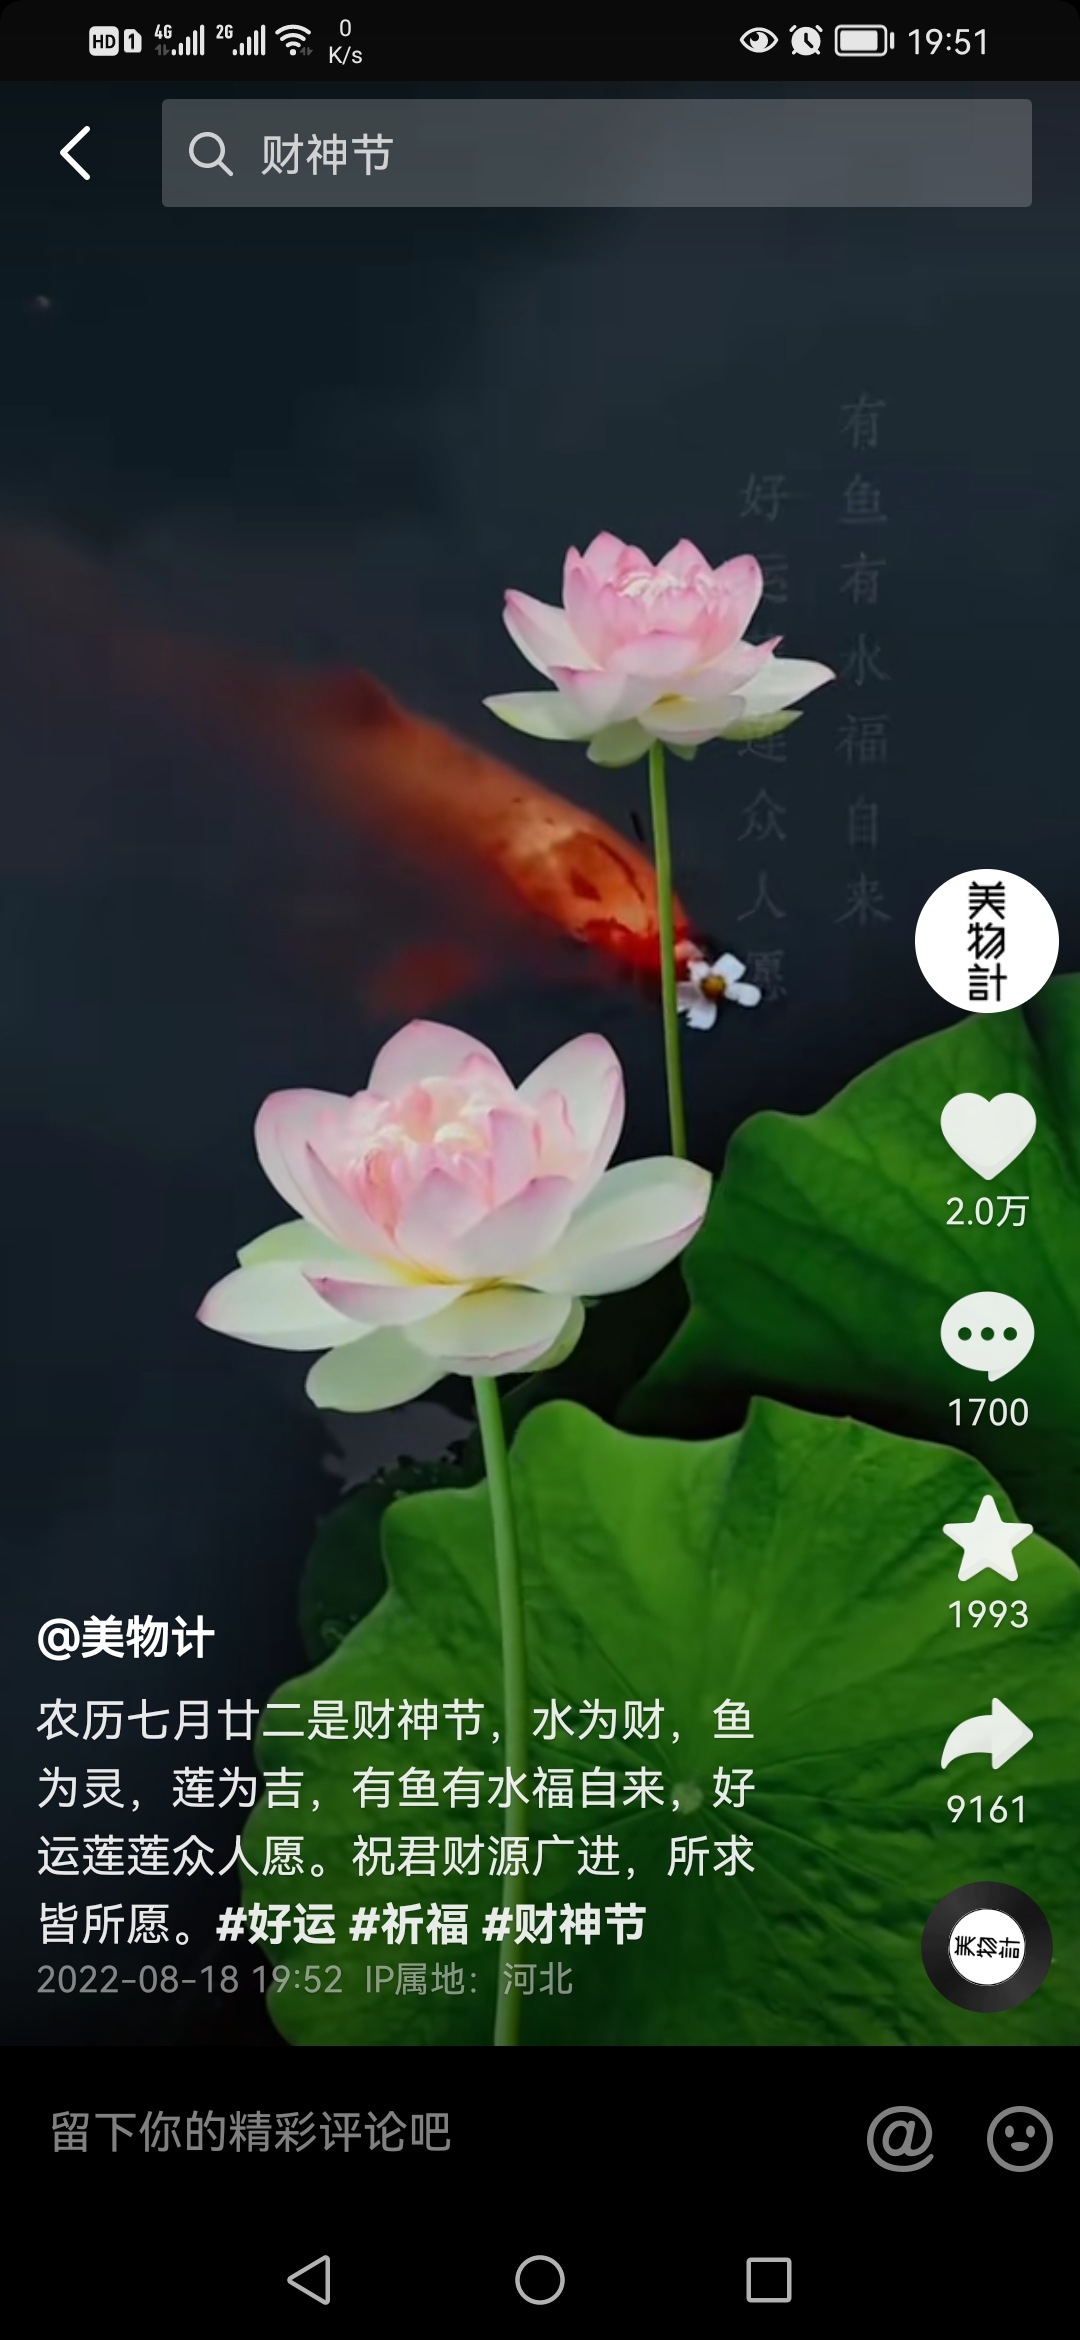 HD 1 4G 2G 0 K/s 19:51
财神节
有鱼有水福自来
好运莲莲众人愿
美物計
2.0万
1700
1993
9161
@美物计
农历七月廿二是财神节，水为财，鱼
为灵，莲为吉，有鱼有水福自来，好
运莲莲众人愿。祝君财源广进，所求
皆所愿。#好运 #祈福 #财神节
2022-08-18 19:52 IP属地：河北
美物計
留下你的精彩评论吧